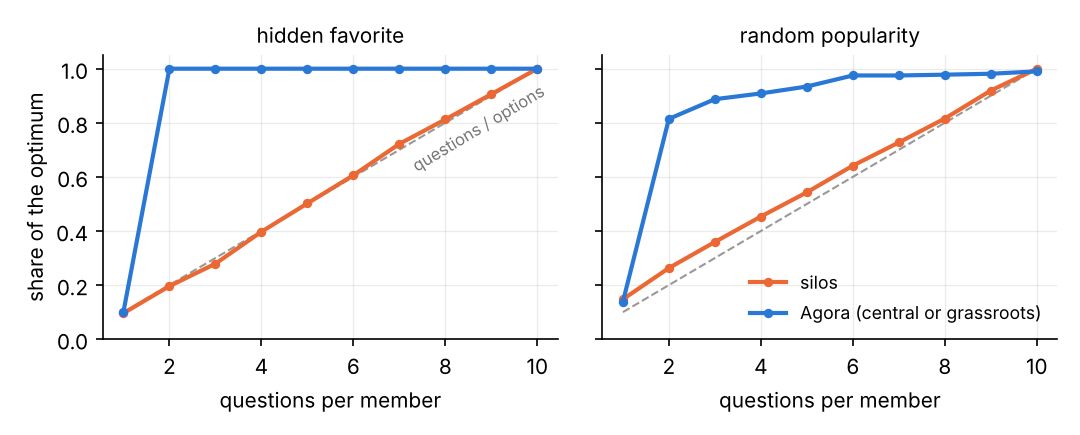 hidden favorite
random popularity
share of the optimum
1.0
0.8
0.6
0.4
0.2
0.0
questions / options
silos
Agora (central or grassroots)
2 4 6 8 10
2 4 6 8 10
questions per member
questions per member